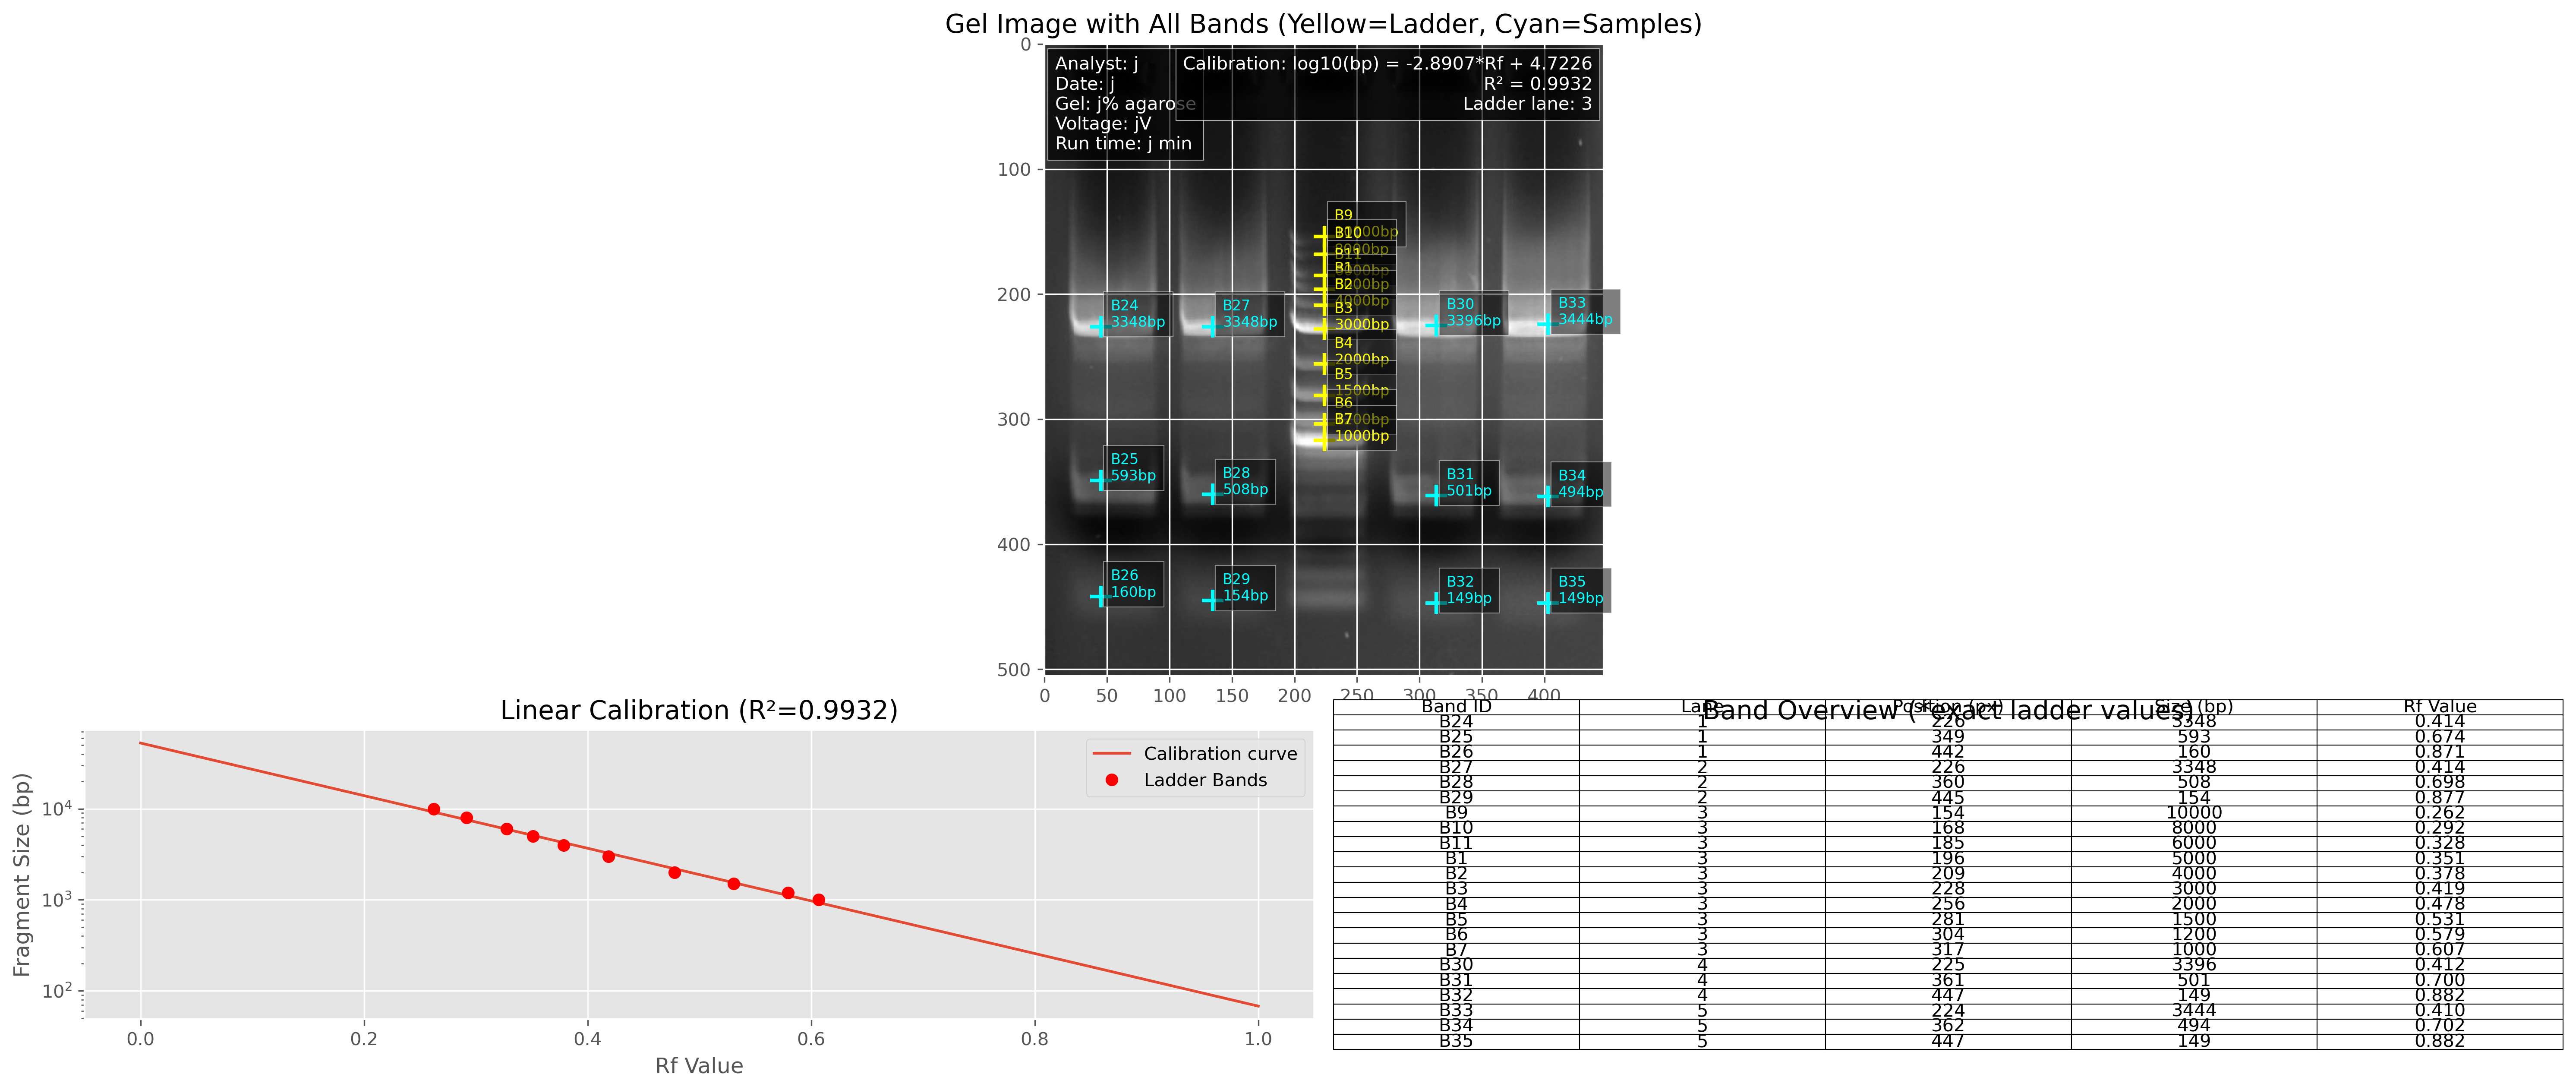 Gel Image with All Bands (Yellow=Ladder, Cyan=Samples)
Analyst: j
Date: j
Gel: j% agarose
Voltage: jV
Run time: j min
Calibration: log10(bp) = -2.8907*Rf + 4.7226
R² = 0.9932
Ladder lane: 3
0
100
200
300
400
500
0 50 100 150 200 250 300 350 400
B9
B10
B11
B1
B2
4000bp
B3
3000bp
B4
2000bp
B5
1500bp
B6
B7
1000bp
B24
3348bp
B27
3348bp
B30
3396bp
B33
3444bp
B25
593bp
B28
508bp
B31
501bp
B34
494bp
B26
160bp
B29
154bp
B32
149bp
B35
149bp
Linear Calibration (R²=0.9932)
Calibration curve
Ladder Bands
Fragment Size (bp)
10⁴
10³
10²
0.0 0.2 0.4 0.6 0.8 1.0
Rf Value
Band Overview (*exact ladder values)
Band ID Lane Position (px) Size (bp) Rf Value
B24 1 226 3348 0.414
B25 1 349 593 0.674
B26 1 442 160 0.871
B27 2 226 3348 0.414
B28 2 360 508 0.698
B29 2 445 154 0.877
B9 3 154 10000 0.262
B10 3 168 8000 0.292
B11 3 185 6000 0.328
B1 3 196 5000 0.351
B2 3 209 4000 0.378
B3 3 228 3000 0.419
B4 3 256 2000 0.478
B5 3 281 1500 0.531
B6 3 304 1200 0.579
B7 3 317 1000 0.607
B30 4 225 3396 0.412
B31 4 361 501 0.700
B32 4 447 149 0.882
B33 5 224 3444 0.410
B34 5 362 494 0.702
B35 5 447 149 0.882